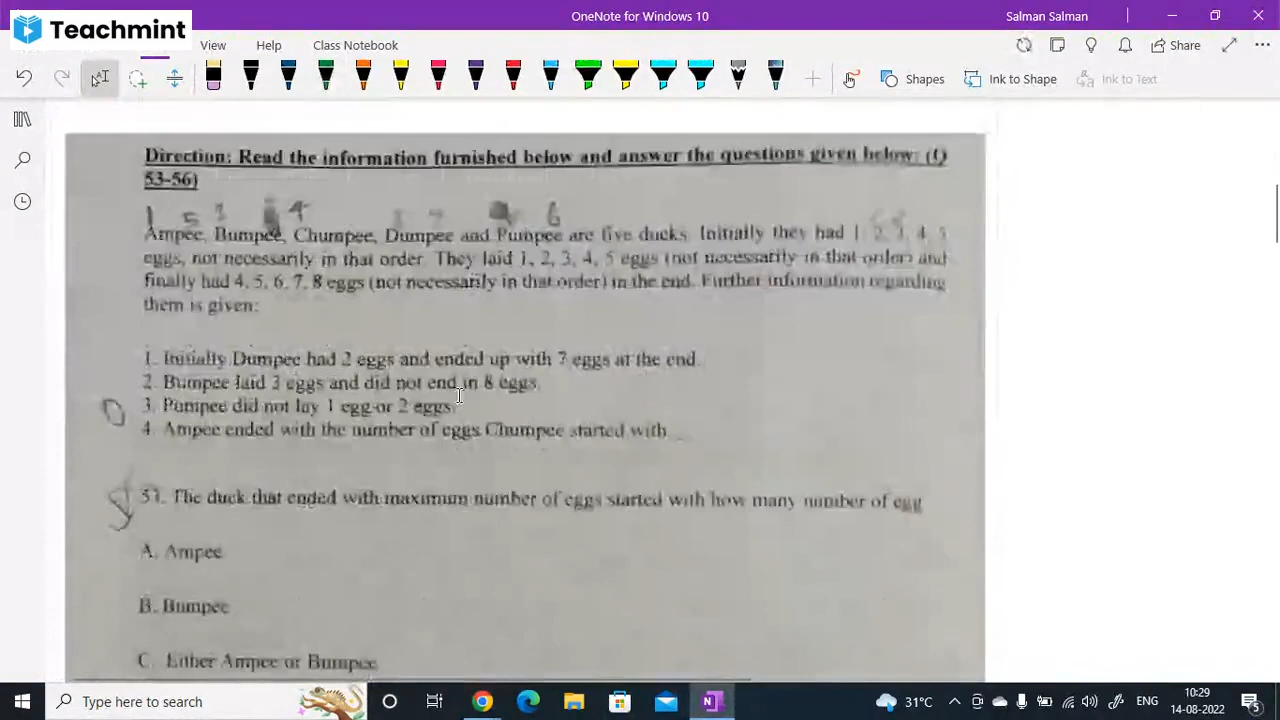 Teachmint
OneNote for Windows 10
Salman Salman
View Help Class Notebook
Share
Shapes
Ink to Shape
Ink to Text
Direction: Read the information furnished below and answer the questions given below: (Q
53-56)
1 5 4 6
Ampee, Bumpee, Chumpee, Dumpee and Pumpee are five ducks. Initially they had 1, 2, 3, 4, 5
eggs, not necessarily in that order. They laid 1, 2, 3, 4, 5 eggs (not necessarily in that order) and
finally had 4, 5, 6, 7, 8 eggs (not necessarily in that order) in the end. Further information regarding
them is given:
1. Initially Dumpee had 2 eggs and ended up with 7 eggs at the end.
2. Bumpee laid 3 eggs and did not end in 8 eggs.
3. Pumpee did not lay 1 egg or 2 eggs.
4. Ampee ended with the number of eggs Chumpee started with
The duck that ended with maximum number of eggs started with how many number of egg
A. Ampee
B. Bumpee
C. Either Ampee or Bumpee
Type here to search
31°C
ENG
10:29
14-08-2022
5